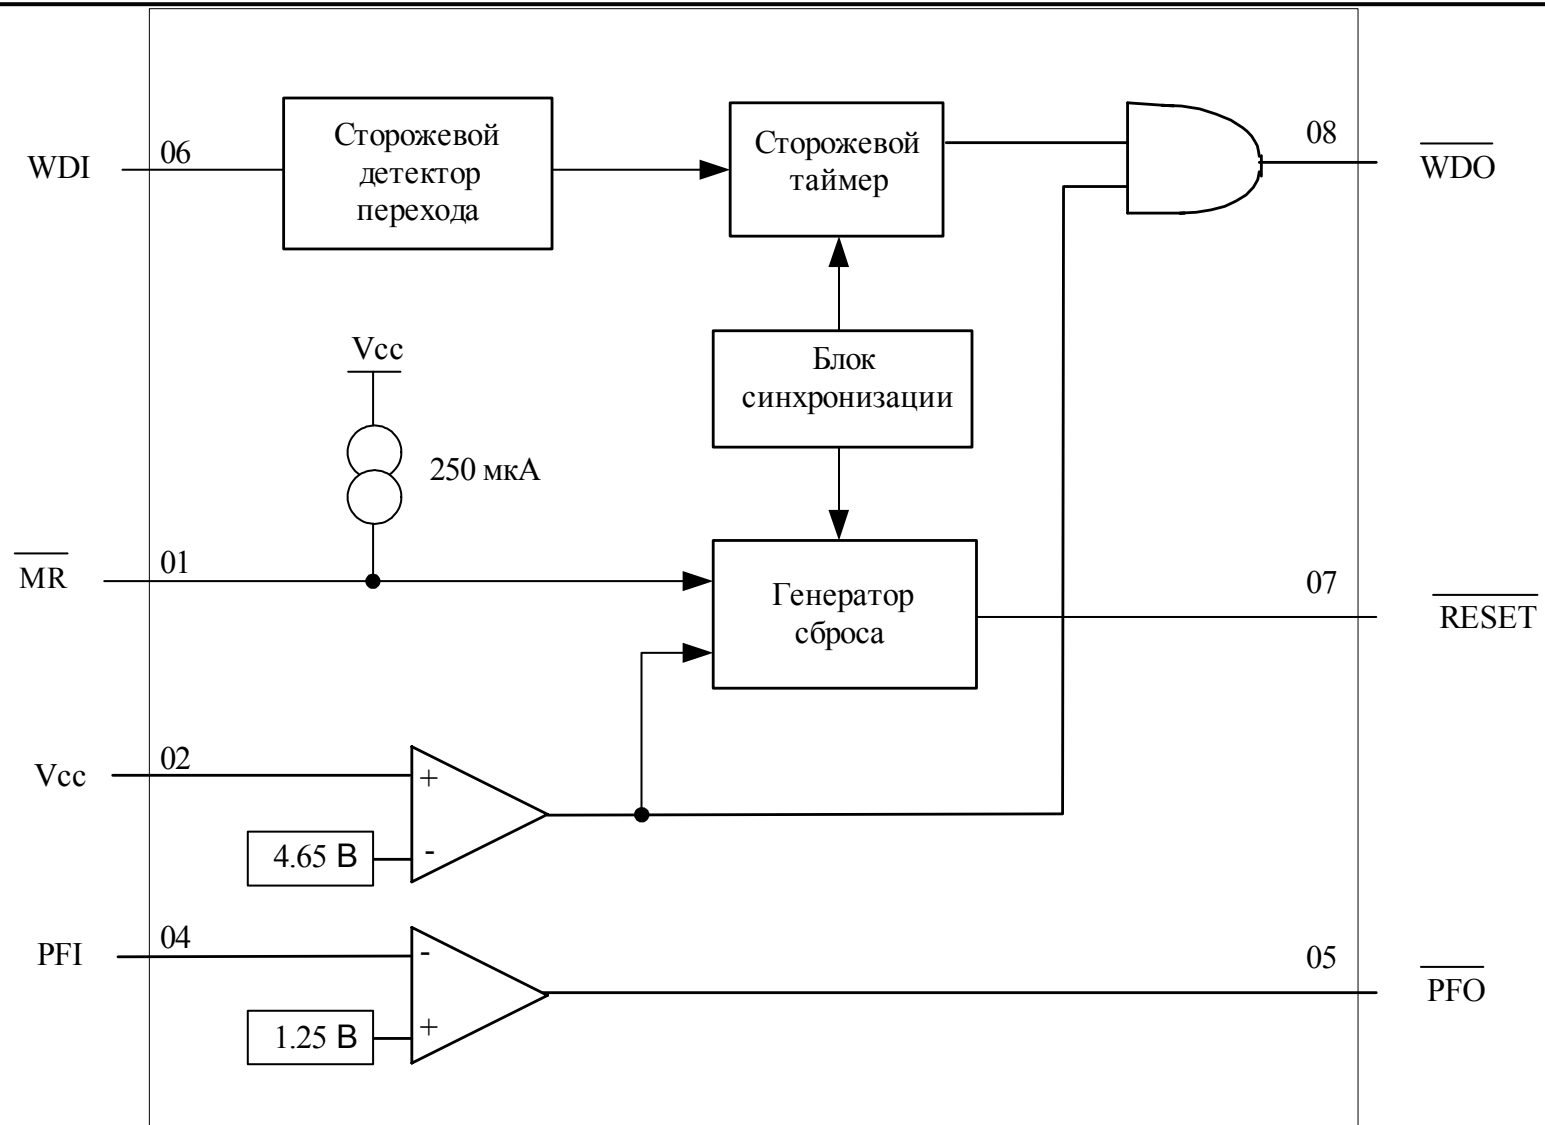 WDI
06
Сторожевой
детектор
перехода
Сторожевой
таймер
08
WDO
Vcc
250 мкА
Блок
синхронизации
MR
01
Генератор
сброса
07
RESET
Vcc
02
+
4.65 В
-
PFI
04
-
1.25 В
+
05
PFO